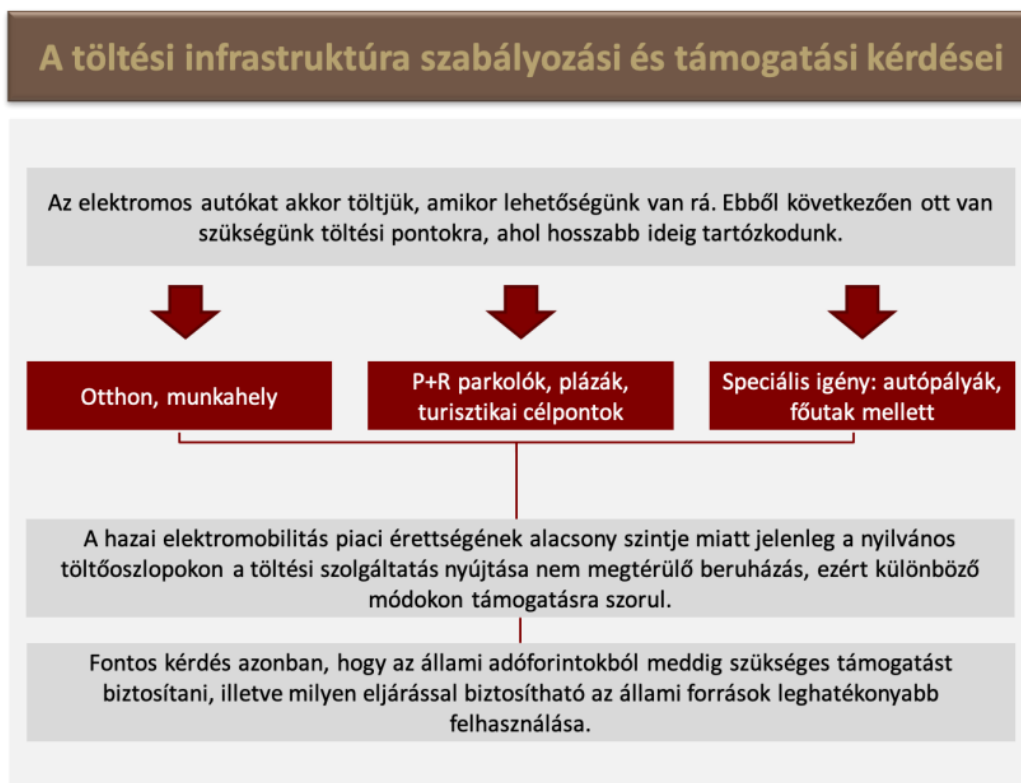 A töltési infrastruktúra szabályozási és támogatási kérdései
Az elektromos autókat akkor töltjük, amikor lehetőségünk van rá. Ebből következően ott van
szükségünk töltési pontokra, ahol hosszabb ideig tartózkodunk.
Otthon, munkahely
P+R parkolók, plázák,
turisztikai célpontok
Speciális igény: autópályák,
főutak mellett
A hazai elektromobilitás piaci érettségének alacsony szintje miatt jelenleg a nyilvános
töltőoszlopokon a töltési szolgáltatás nyújtása nem megtérülő beruházás, ezért különböző
módokon támogatásra szorul.
Fontos kérdés azonban, hogy az állami adóforintokból meddig szükséges támogatást
biztosítani, illetve milyen eljárással biztosítható az állami források leghatékonyabb
felhasználása.